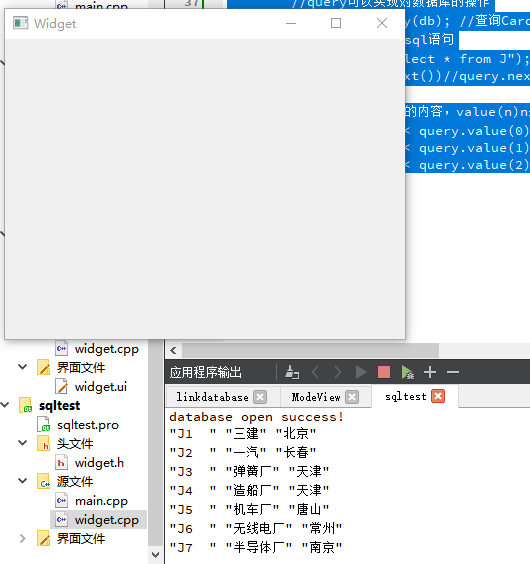 Widget
main.cpp
37
//query可以实现对数据库的操作
y(db); //查询Card
sql语句
lect * from J");
xt())//query.nex
的内容，value(n)n
< query.value(0)
< query.value(1)
< query.value(2)
widget.cpp
界面文件
widget.ui
sqltest
sqltest.pro
头文件
widget.h
源文件
main.cpp
widget.cpp
界面文件
应用程序输出
linkdatabase
ModeView
sqltest
database open success!
"J1  " "三建" "北京"
"J2  " "一汽" "长春"
"J3  " "弹簧厂" "天津"
"J4  " "造船厂" "天津"
"J5  " "机车厂" "唐山"
"J6  " "无线电厂" "常州"
"J7  " "半导体厂" "南京"